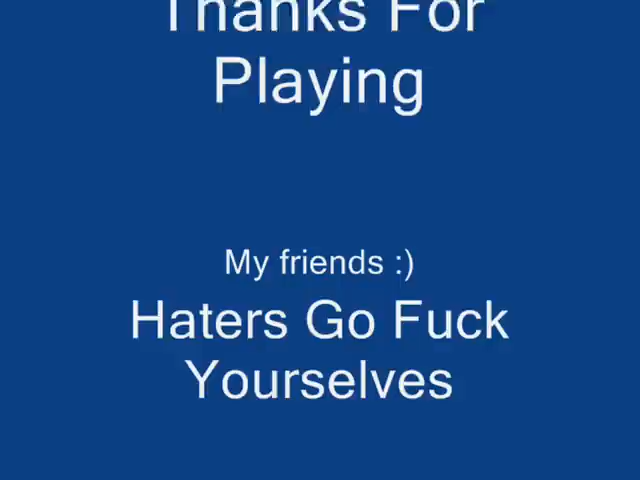 Thanks For
Playing
My friends :)
Haters Go Fuck
Yourselves